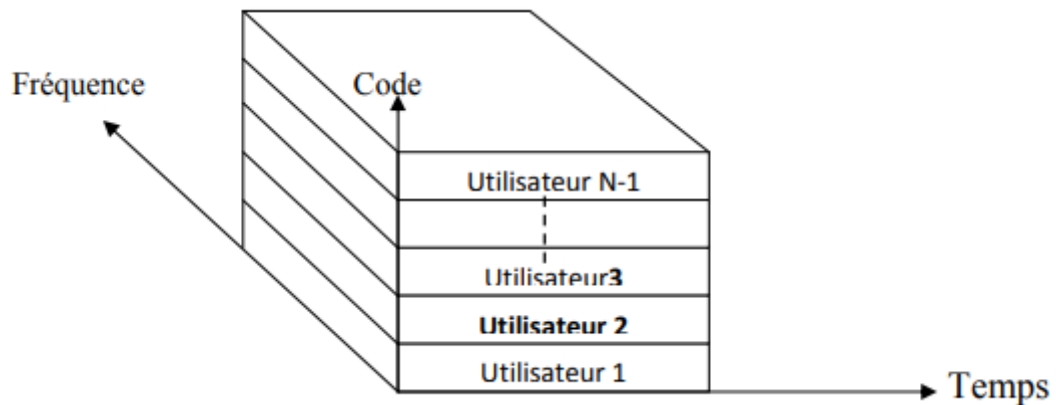 Fréquence
Code
Utilisateur N-1
Utilisateur3
Utilisateur 2
Utilisateur 1
Temps